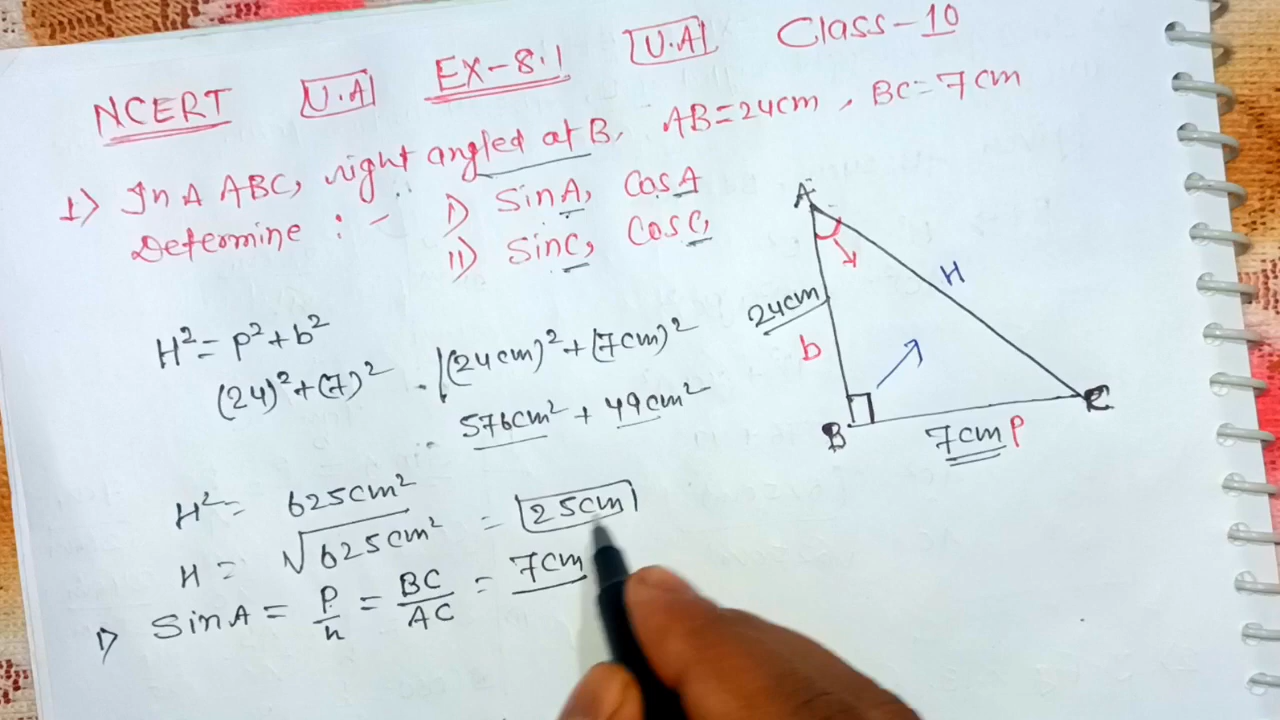 NCERT U.A EX-8.1 U.A Class-10
1) In Δ ABC, right angled at B, AB=24cm, BC=7cm
Determine :- i) SinA, CosA
ii) SinC, CosC,
H²= p²+b²
(24)²+(7)²
(24cm)²+(7cm)²
576cm² + 49cm²
H²= 625cm²
H = √625cm² = 25cm
i) SinA = P/h = BC/AC = 7cm
A
H
24cm
b
B
7cm P
C